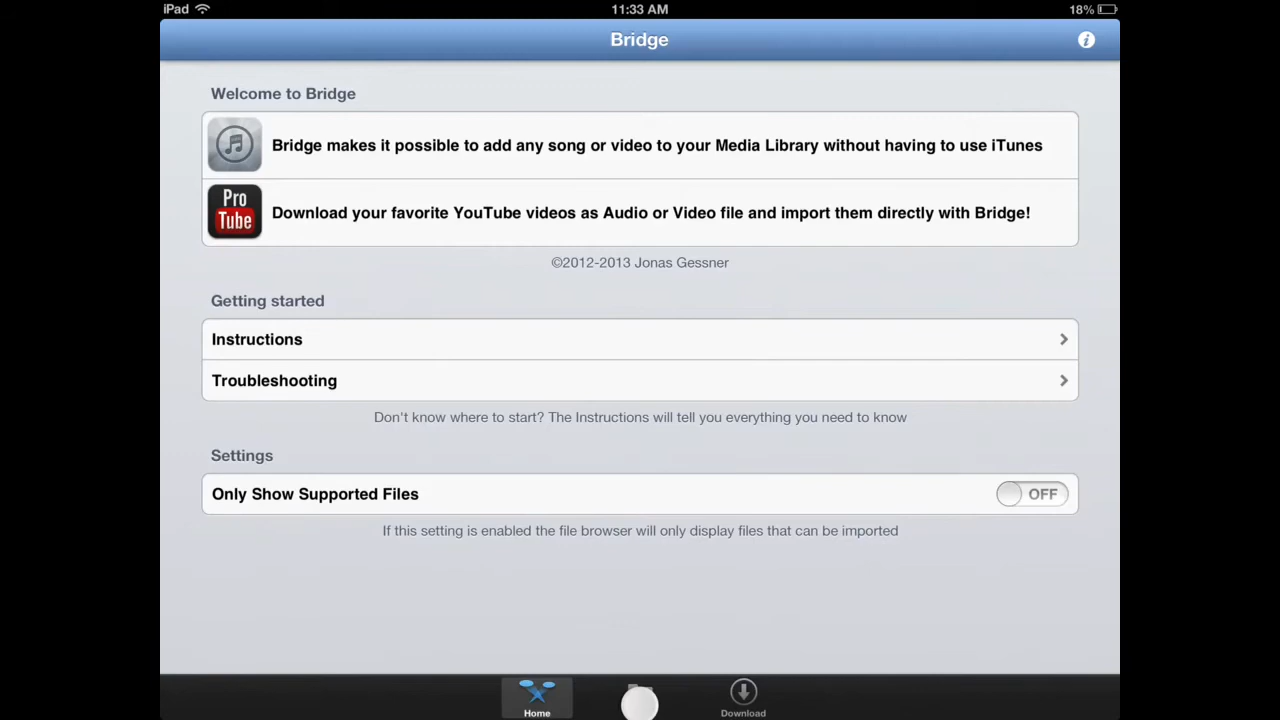 iPad
11:33 AM
18%
Bridge
Welcome to Bridge
Bridge makes it possible to add any song or video to your Media Library without having to use iTunes
Pro
Tube
Download your favorite YouTube videos as Audio or Video file and import them directly with Bridge!
©2012-2013 Jonas Gessner
Getting started
Instructions
Troubleshooting
Don't know where to start? The Instructions will tell you everything you need to know
Settings
Only Show Supported Files
OFF
If this setting is enabled the file browser will only display files that can be imported
Home
Download